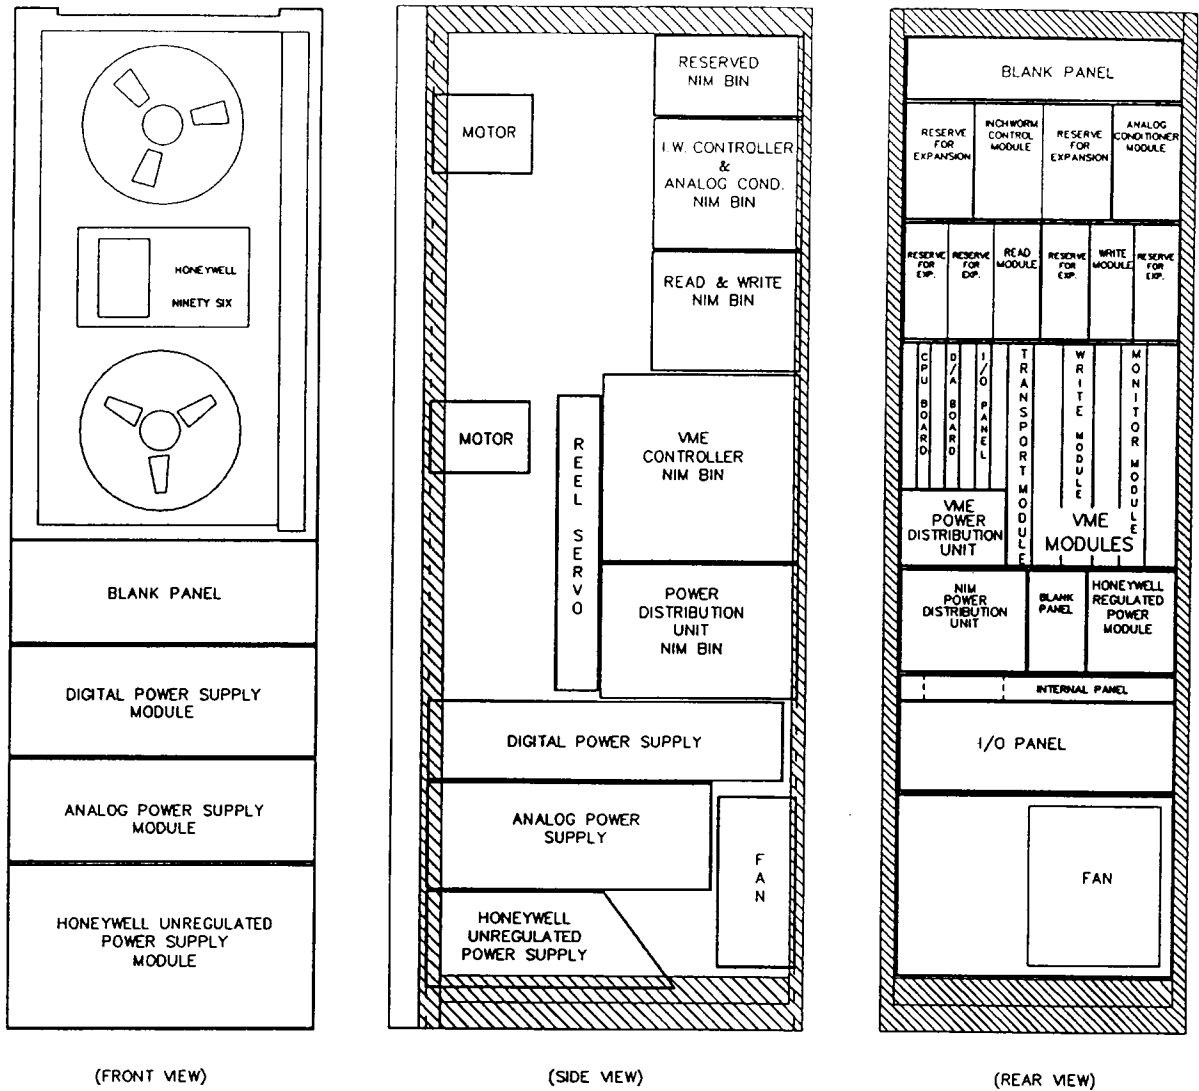 HONEYWELL
NINETY SIX
BLANK PANEL
DIGITAL POWER SUPPLY
MODULE
ANALOG POWER SUPPLY
MODULE
HONEYWELL UNREGULATED
POWER SUPPLY
MODULE
(FRONT VIEW)
RESERVED
NIM BIN
MOTOR
I.W. CONTROLLER
&
ANALOG COND.
NIM BIN
READ & WRITE
NIM BIN
MOTOR
REEL SERVO
VME
CONTROLLER
NIM BIN
POWER
DISTRIBUTION
UNIT
NIM BIN
DIGITAL POWER SUPPLY
ANALOG POWER
SUPPLY
FAN
HONEYWELL
UNREGULATED
POWER SUPPLY
(SIDE VIEW)
BLANK PANEL
RESERVE
FOR
EXPANSION
INCHWORM
CONTROL
MODULE
RESERVE
FOR
EXPANSION
ANALOG
CONDITIONER
MODULE
RESERVE
FOR
EXP.
RESERVE
FOR
EXP.
READ
MODULE
RESERVE
FOR
EXP.
WRITE
MODULE
RESERVE
FOR
EXP.
CPU BOARD
D/A BOARD
I/O PANEL
TRANSPORT MODULE
WRITE MODULE
MONITOR MODULE
VME
POWER
DISTRIBUTION
UNIT
VME
MODULES
NIM
POWER
DISTRIBUTION
UNIT
BLANK
PANEL
HONEYWELL
REGULATED
POWER
MODULE
INTERNAL PANEL
I/O PANEL
FAN
(REAR VIEW)